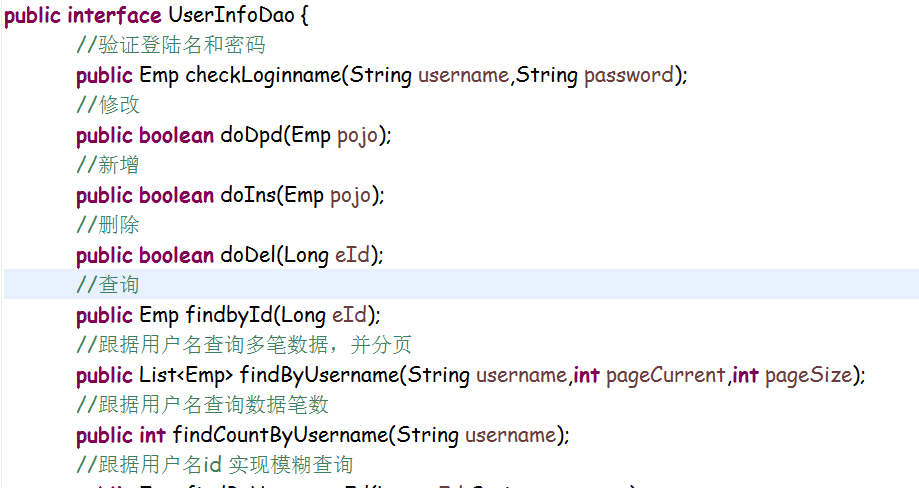 public interface UserInfoDao {
//验证登陆名和密码
public Emp checkLoginname(String username,String password);
//修改
public boolean doDpd(Emp pojo);
//新增
public boolean doIns(Emp pojo);
//删除
public boolean doDel(Long eId);
//查询
public Emp findbyId(Long eId);
//跟据用户名查询多笔数据，并分页
public List<Emp> findByUsername(String username,int pageCurrent,int pageSize);
//跟据用户名查询数据笔数
public int findCountByUsername(String username);
//跟据用户名id 实现模糊查询